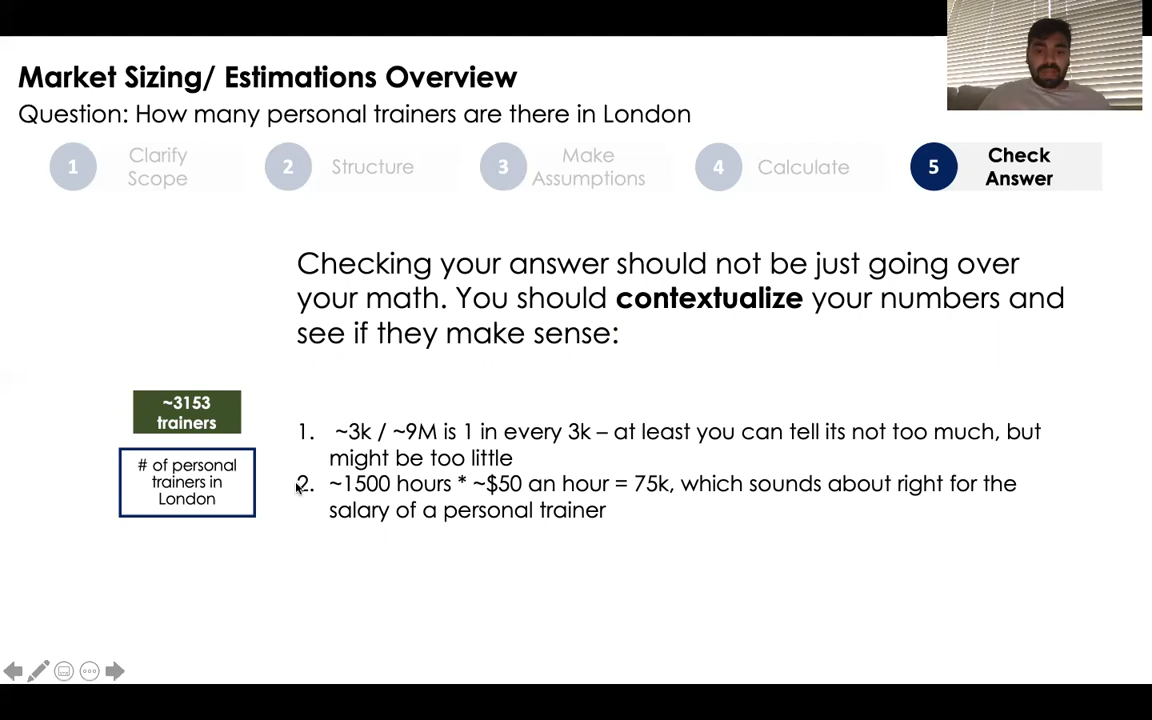 Market Sizing/ Estimations Overview
Question: How many personal trainers are there in London
1
Clarify
Scope
2
Structure
3
Make
Assumptions
4
Calculate
5
Check
Answer
Checking your answer should not be just going over
your math. You should contextualize your numbers and
see if they make sense:
~3153
trainers
# of personal
trainers in
London
1. ~3k / ~9M is 1 in every 3k – at least you can tell its not too much, but
might be too little
2. ~1500 hours * ~$50 an hour = 75k, which sounds about right for the
salary of a personal trainer